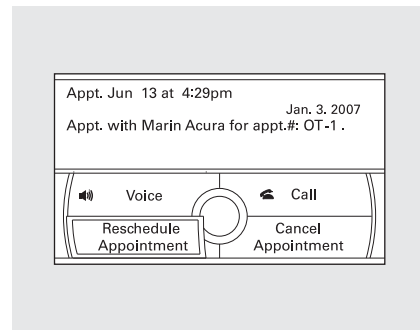 Appt. Jun 13 at 4:29pm
Jan. 3. 2007
Appt. with Marin Acura for appt.#: OT-1 .
Voice
Call
Reschedule
Appointment
Cancel
Appointment